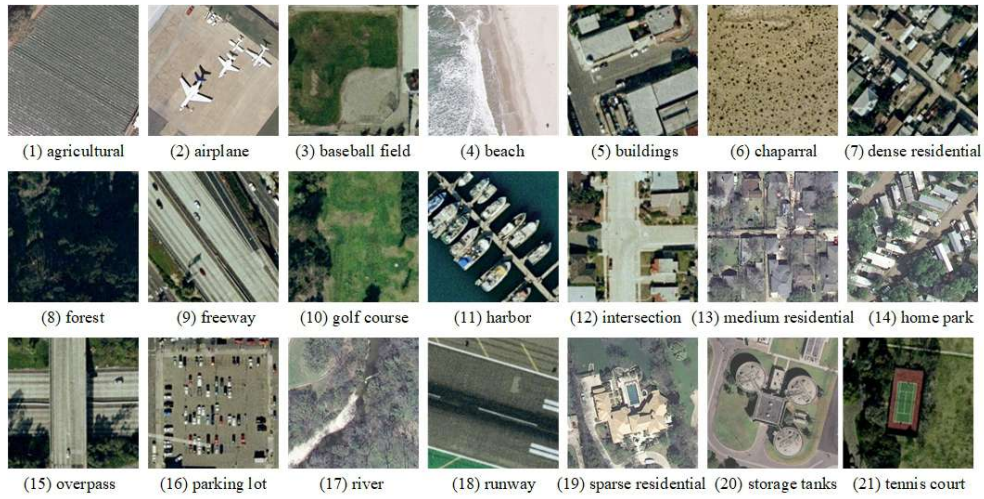 (1) agricultural
(2) airplane
(3) baseball field
(4) beach
(5) buildings
(6) chaparral
(7) dense residential
(8) forest
(9) freeway
(10) golf course
(11) harbor
(12) intersection
(13) medium residential
(14) home park
(15) overpass
(16) parking lot
(17) river
(18) runway
(19) sparse residential
(20) storage tanks
(21) tennis court